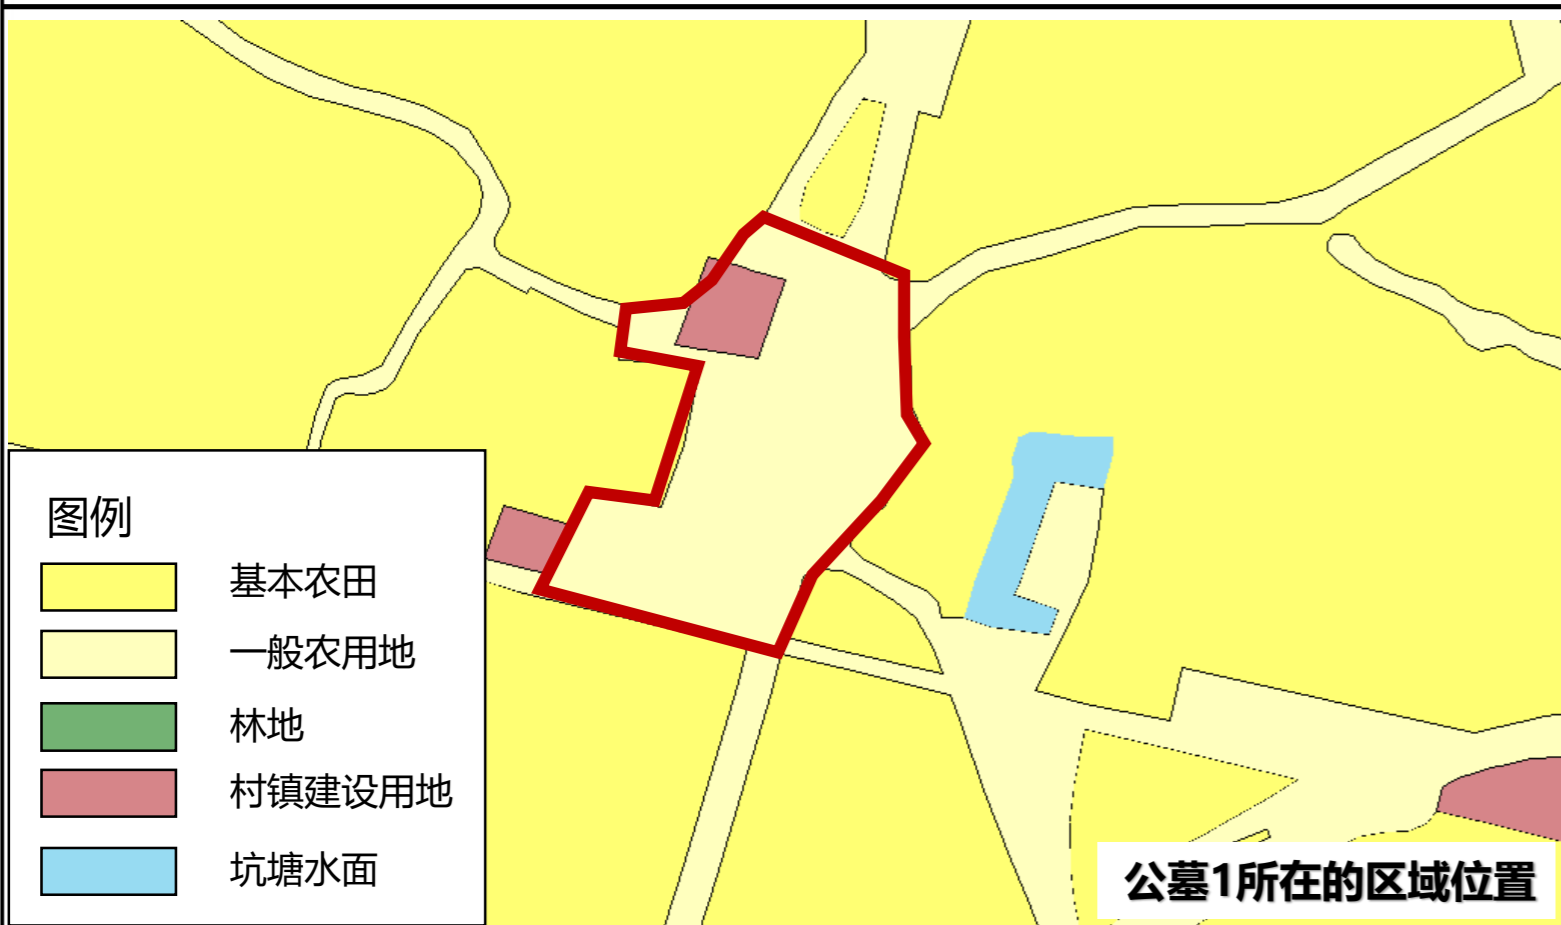 图例
基本农田
一般农用地
林地
村镇建设用地
坑塘水面
公墓1所在的区域位置